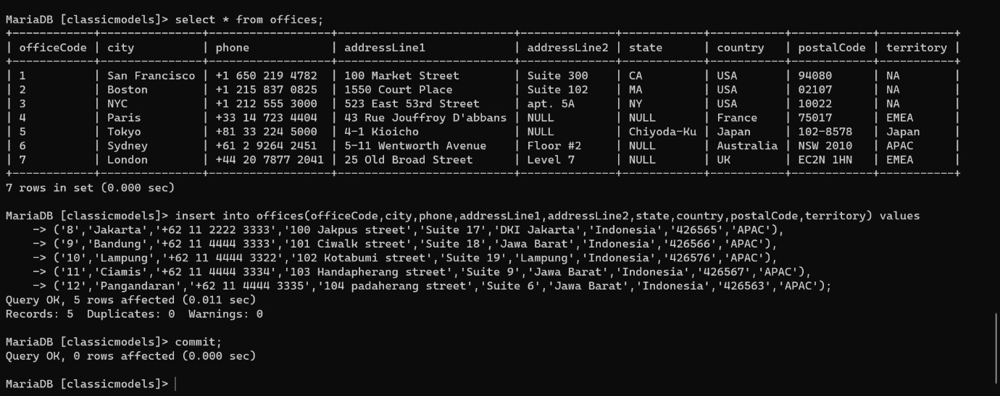 MariaDB [classicmodels]> select * from offices;
+------------+---------------+------------------+--------------------------+--------------+------------+-----------+------------+-----------+
| officeCode | city          | phone            | addressLine1             | addressLine2 | state      | country   | postalCode | territory |
+------------+---------------+------------------+--------------------------+--------------+------------+-----------+------------+-----------+
| 1          | San Francisco | +1 650 219 4782  | 100 Market Street        | Suite 300    | CA         | USA       | 94080      | NA        |
| 2          | Boston        | +1 215 837 0825  | 1550 Court Place         | Suite 102    | MA         | USA       | 02107      | NA        |
| 3          | NYC           | +1 212 555 3000  | 523 East 53rd Street     | apt. 5A      | NY         | USA       | 10022      | NA        |
| 4          | Paris         | +33 14 723 4404  | 43 Rue Jouffroy D'abbans | NULL         | NULL       | France    | 75017      | EMEA      |
| 5          | Tokyo         | +81 33 224 5000  | 4-1 Kioicho              | NULL         | Chiyoda-Ku | Japan     | 102-8578   | Japan     |
| 6          | Sydney        | +61 2 9264 2451  | 5-11 Wentworth Avenue    | Floor #2     | NULL       | Australia | NSW 2010   | APAC      |
| 7          | London        | +44 20 7877 2041 | 25 Old Broad Street      | Level 7      | NULL       | UK        | EC2N 1HN   | EMEA      |
+------------+---------------+------------------+--------------------------+--------------+------------+-----------+------------+-----------+
7 rows in set (0.000 sec)
MariaDB [classicmodels]> insert into offices(officeCode,city,phone,addressLine1,addressLine2,state,country,postalCode,territory) values
    -> ('8','Jakarta','+62 11 2222 3333','100 Jakpus street','Suite 17','DKI Jakarta','Indonesia','426565','APAC'),
    -> ('9','Bandung','+62 11 4444 3333','101 Ciwalk street','Suite 18','Jawa Barat','Indonesia','426566','APAC'),
    -> ('10','Lampung','+62 11 4444 3322','102 Kotabumi street','Suite 19','Lampung','Indonesia','426576','APAC'),
    -> ('11','Ciamis','+62 11 4444 3334','103 Handapherang street','Suite 9','Jawa Barat','Indonesia','426567','APAC'),
    -> ('12','Pangandaran','+62 11 4444 3335','104 padaherang street','Suite 6','Jawa Barat','Indonesia','426563','APAC');
Query OK, 5 rows affected (0.011 sec)
Records: 5  Duplicates: 0  Warnings: 0
MariaDB [classicmodels]> commit;
Query OK, 0 rows affected (0.000 sec)
MariaDB [classicmodels]>